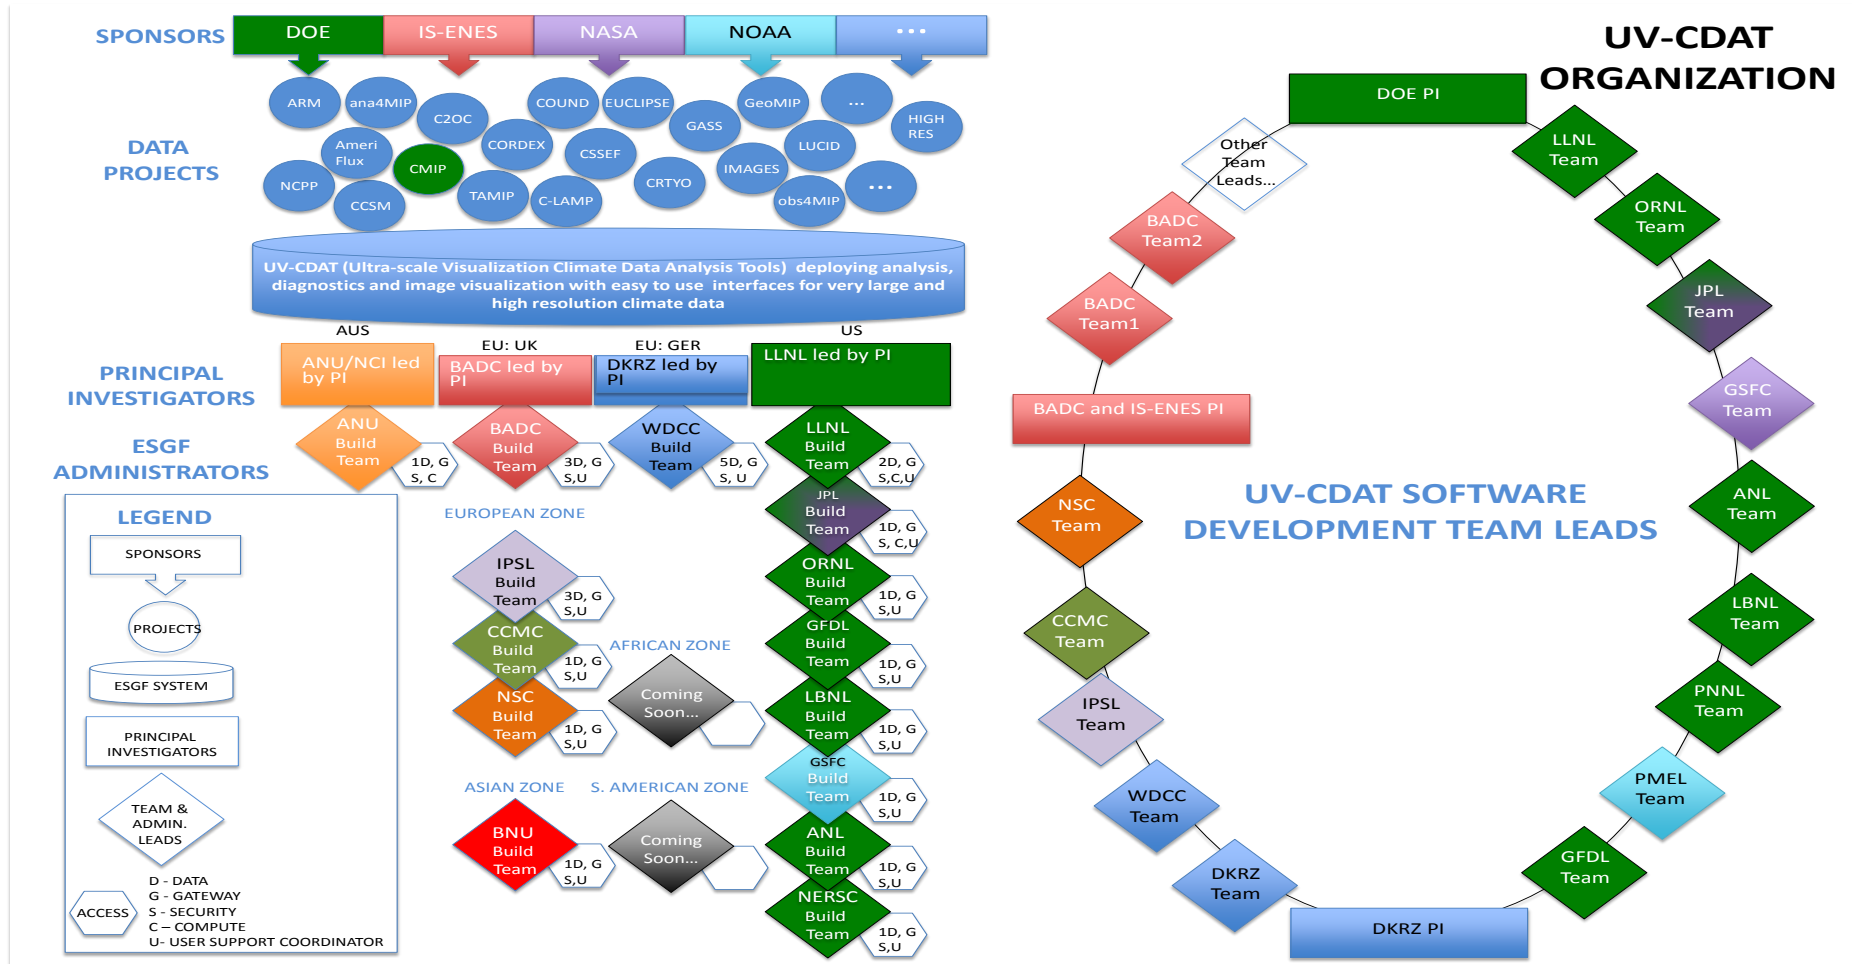 SPONSORS
DOE
IS-ENES
NASA
NOAA
...
DATA
PROJECTS
ARM
ana4MIP
C2OC
COUND
EUCLIPSE
GASS
GeoMIP
...
HIGH
RES
Ameri
Flux
CMIP
CORDEX
CSSEF
IMAGES
LUCID
NCPP
CCSM
TAMIP
C-LAMP
CRTYO
obs4MIP
...
UV-CDAT (Ultra-scale Visualization Climate Data Analysis Tools) deploying analysis,
diagnostics and image visualization with easy to use interfaces for very large and
high resolution climate data
PRINCIPAL
INVESTIGATORS
AUS
ANU/NCI led
by PI
EU: UK
BADC led by
PI
EU: GER
DKRZ led by
PI
US
LLNL led by PI
ESGF
ADMINISTRATORS
ANU
Build
Team
1D, G
S, C
BADC
Build
Team
3D, G
S,U
WDCC
Build
Team
5D, G
S, U
LLNL
Build
Team
2D, G
S,C,U
JPL
Build
Team
1D, G
S, C,U
ORNL
Build
Team
1D, G
S,U
GFDL
Build
Team
1D, G
S,U
LBNL
Build
Team
1D, G
S,U
GSFC
Build
Team
1D, G
S,U
ANL
Build
Team
1D, G
S,U
NERSC
Build
Team
1D, G
S,U
EUROPEAN ZONE
IPSL
Build
Team
3D, G
S,U
CCMC
Build
Team
1D, G
S,U
NSC
Build
Team
1D, G
S,U
AFRICAN ZONE
Coming
Soon...
ASIAN ZONE
BNU
Build
Team
1D, G
S,U
S. AMERICAN ZONE
Coming
Soon...
LEGEND
SPONSORS
PROJECTS
ESGF SYSTEM
PRINCIPAL
INVESTIGATORS
TEAM &
ADMIN.
LEADS
ACCESS
D - DATA
G - GATEWAY
S - SECURITY
C – COMPUTE
U- USER SUPPORT COORDINATOR
UV-CDAT
ORGANIZATION
UV-CDAT SOFTWARE
DEVELOPMENT TEAM LEADS
DOE PI
LLNL
Team
ORNL
Team
JPL
Team
GSFC
Team
ANL
Team
LBNL
Team
PNNL
Team
PMEL
Team
GFDL
Team
DKRZ PI
DKRZ
Team
WDCC
Team
IPSL
Team
CCMC
Team
NSC
Team
BADC and IS-ENES PI
BADC
Team1
BADC
Team2
Other
Team
Leads...